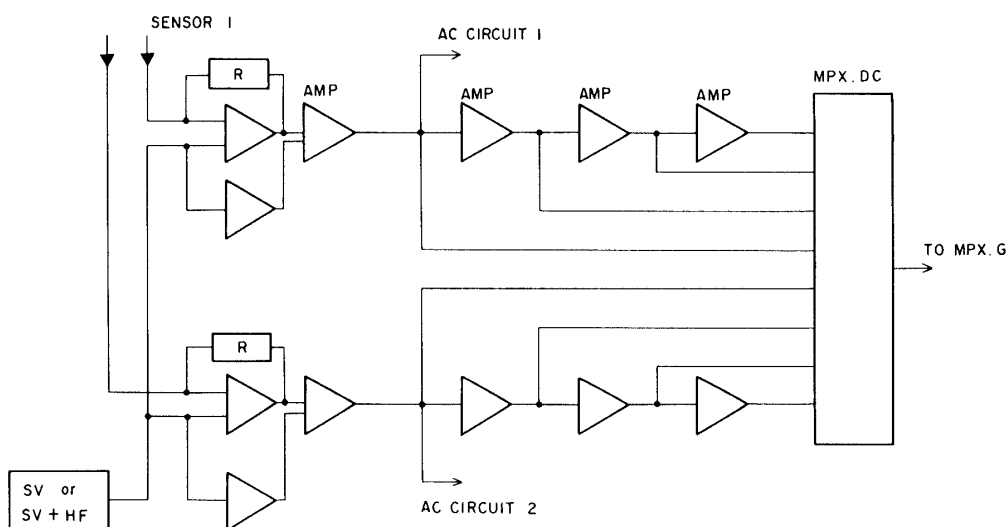 SENSOR 1
AC CIRCUIT 1
MPX.DC
R
AMP
AMP
AMP
AMP
TO MPX.G
R
SV or
SV + HF
AC CIRCUIT 2